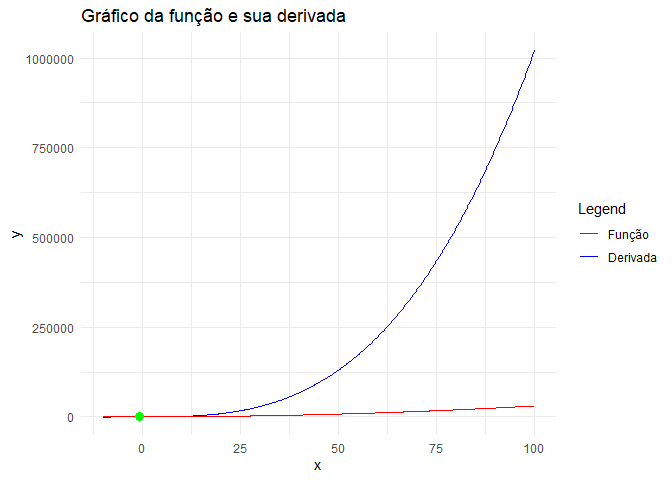 Gráfico da função e sua derivada
1000000
750000
500000
250000
0
y
0 25 50 75 100
x
Legend
Função
Derivada